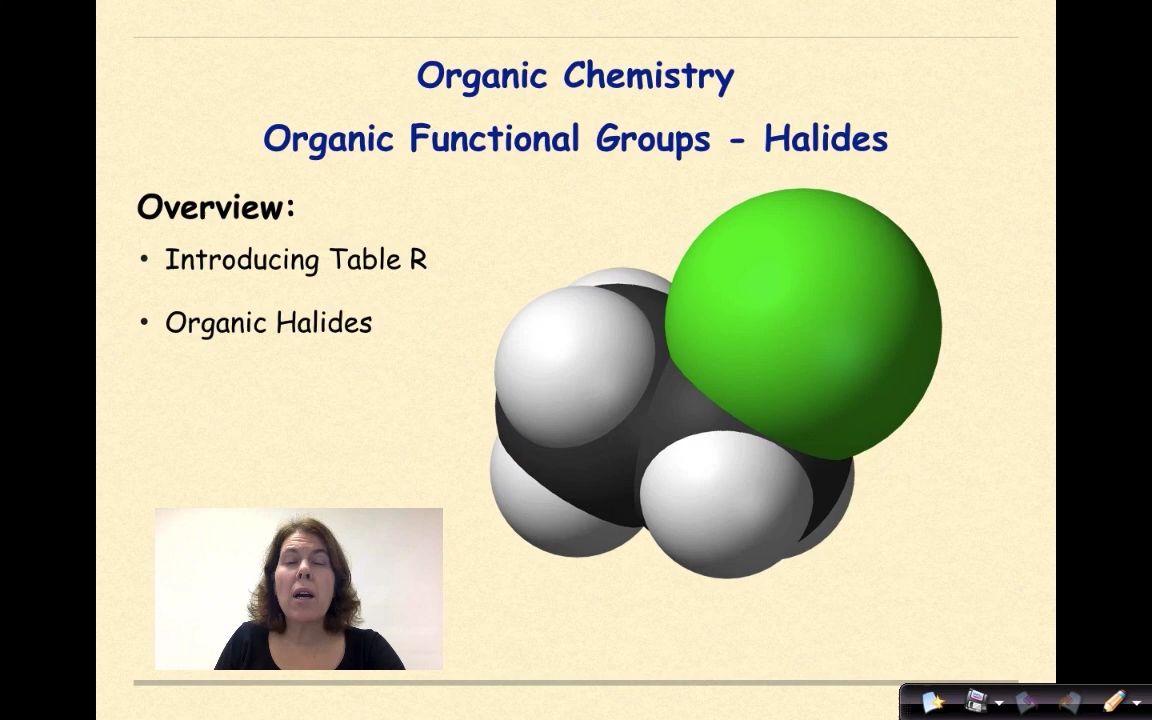 Organic Chemistry
Organic Functional Groups - Halides
Overview:
• Introducing Table R
• Organic Halides